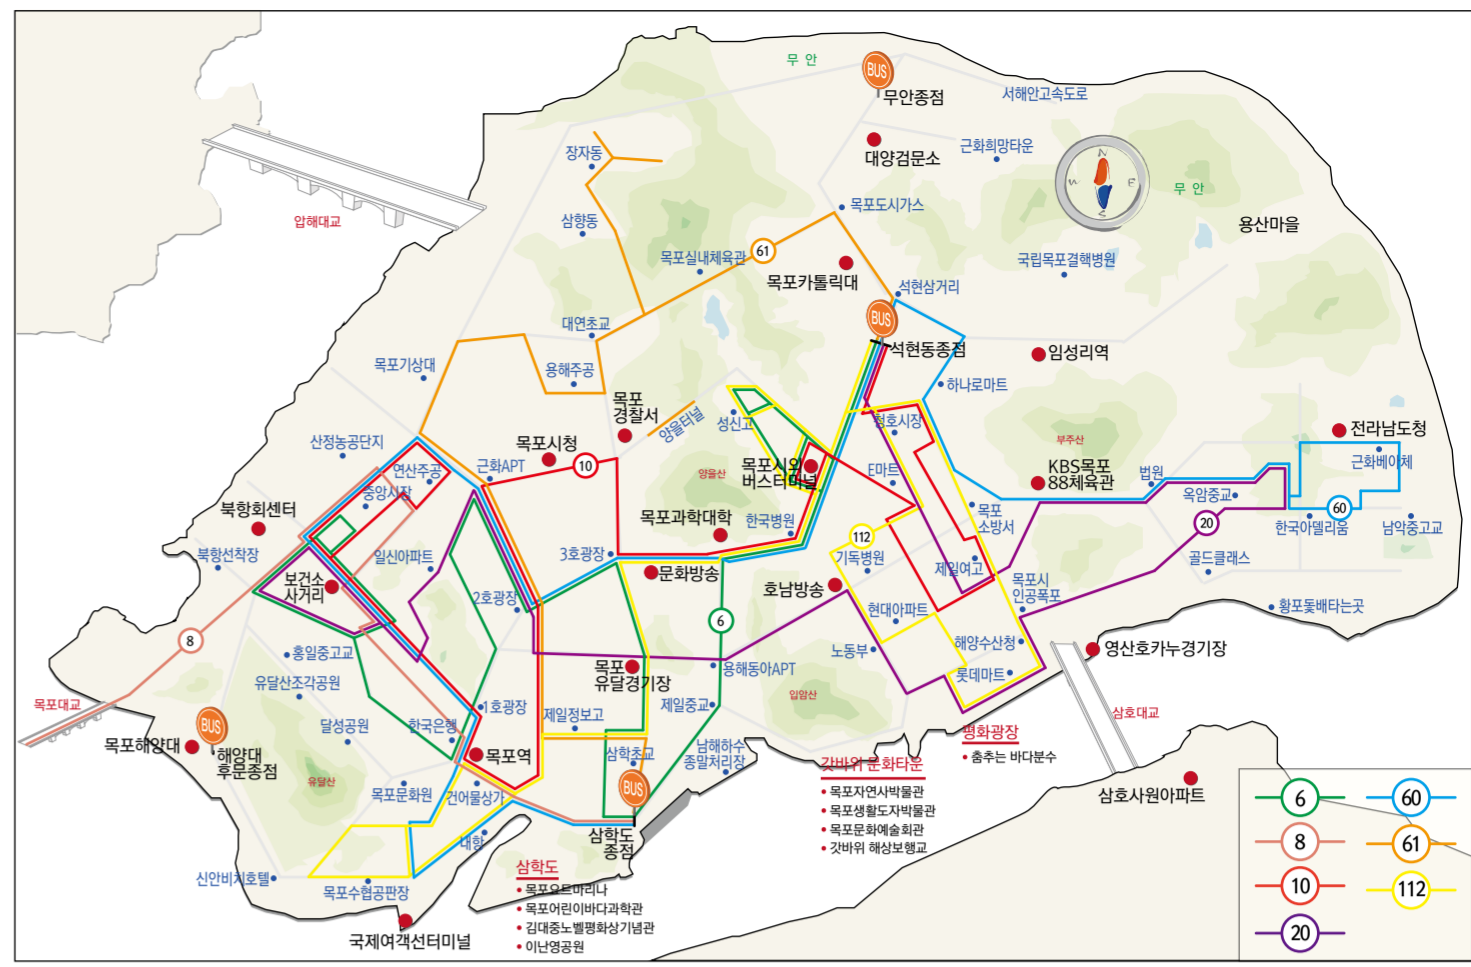 무 안
BUS
무안종점
서해안고속도로
대양검문소
근화희망타운
N
E
S
무 안
장자동
삼향동
압해대교
목포도시가스
용산마을
목포실내체육관
61
목포카톨릭대
국립목포결핵병원
석현삼거리
BUS
석현동종점
대연초교
임성리역
목포기상대
용해주공
하나로마트
목포
경찰서
양을터널
성신고
청호시장
부주산
전라남도청
산정농공단지
목포시청
근화APT
10
연산주공
중앙시장
양을산
목포시외
버스터미널
E마트
KBS목포
88체육관
법원
근화베아체
옥암중교
북항회센터
목포과학대학
한국병원
목포
소방서
20
60
한국아델리움
남악중고교
112
북항선착장
일신아파트
3호광장
기독병원
제일여고
골드클래스
보건소
사거리
문화방송
호남방송
목포시
인공폭포
2호광장
현대아파트
황포돛배타는곳
8
6
홍일중고교
노동부
해양수산청
영산호카누경기장
유달산조각공원
목포
유달경기장
용해동아APT
롯데마트
목포대교
입암산
삼호대교
BUS
목포해양대
해양대
후문종점
달성공원
한국은행
1호광장
제일정보고
제일중교
목포역
삼학초교
남해하수
종말처리장
평화광장
• 춤추는 바다분수
유달산
목포문화원
건어물상가
BUS
갓바위 문화타운
• 목포자연사박물관
• 목포생활도자박물관
• 목포문화예술회관
• 갓바위 해상보행교
삼호사원아파트
내항
삼학도
종점
신안비치호텔
목포수협공판장
삼학도
• 목포요트마리나
• 목포어린이바다과학관
• 김대중노벨평화상기념관
• 이난영공원
국제여객선터미널
6
60
8
61
10
112
20